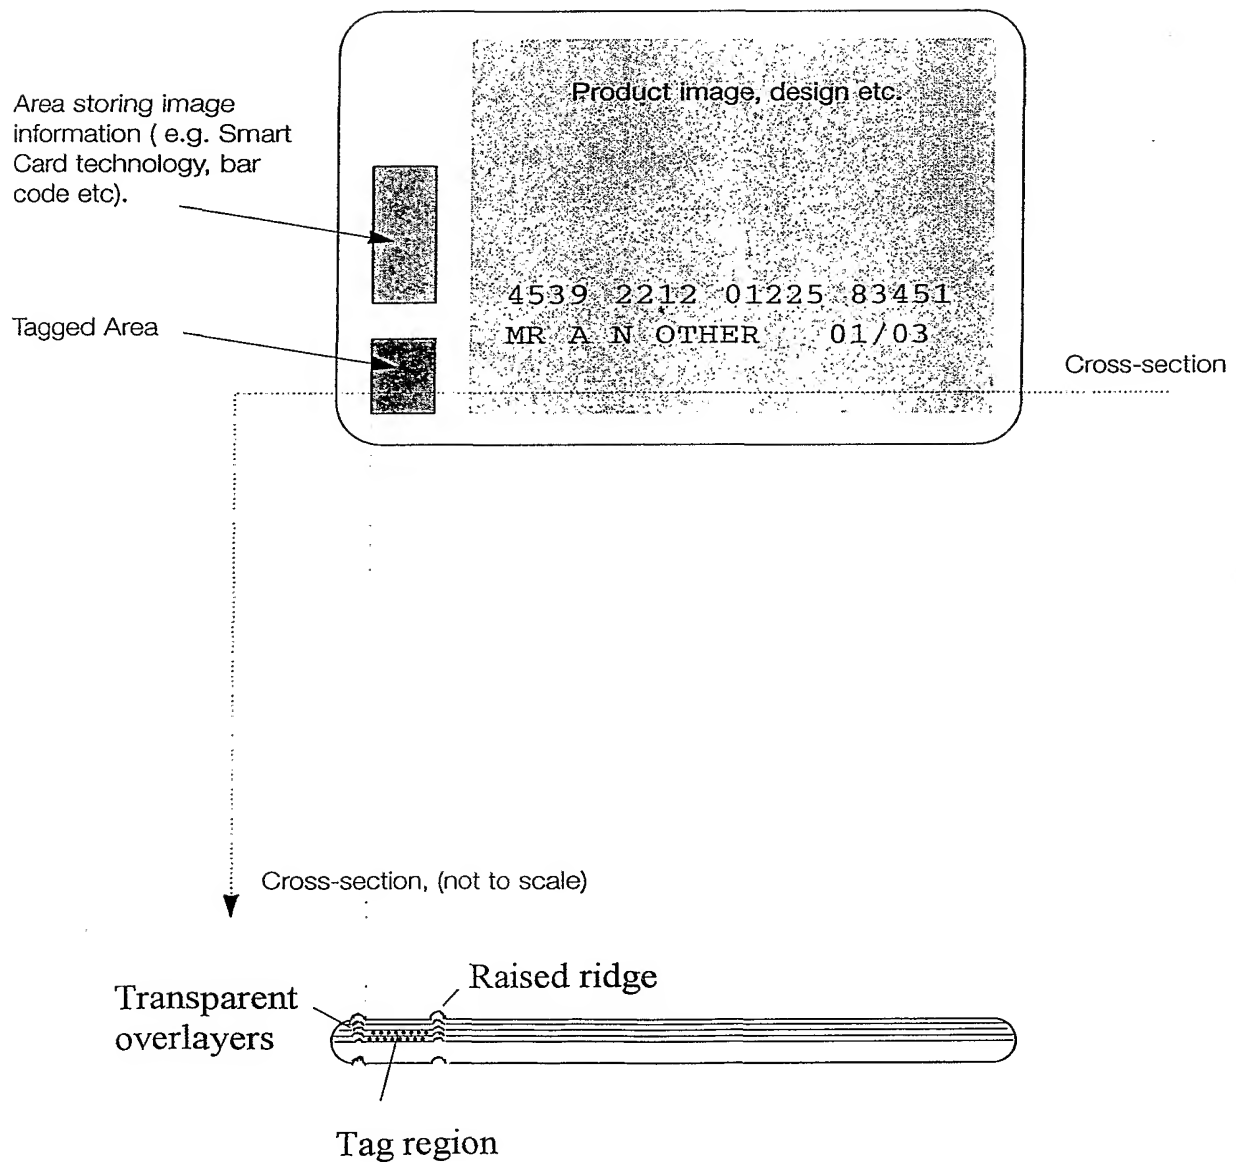 Product image, design etc.
Area storing image
information ( e.g. Smart
Card technology, bar
code etc).
4539 2212 01225 83451
Tagged Area
MR A N OTHER 01/03
Cross-section
Cross-section, (not to scale)
Raised ridge
Transparent
overlayers
Tag region